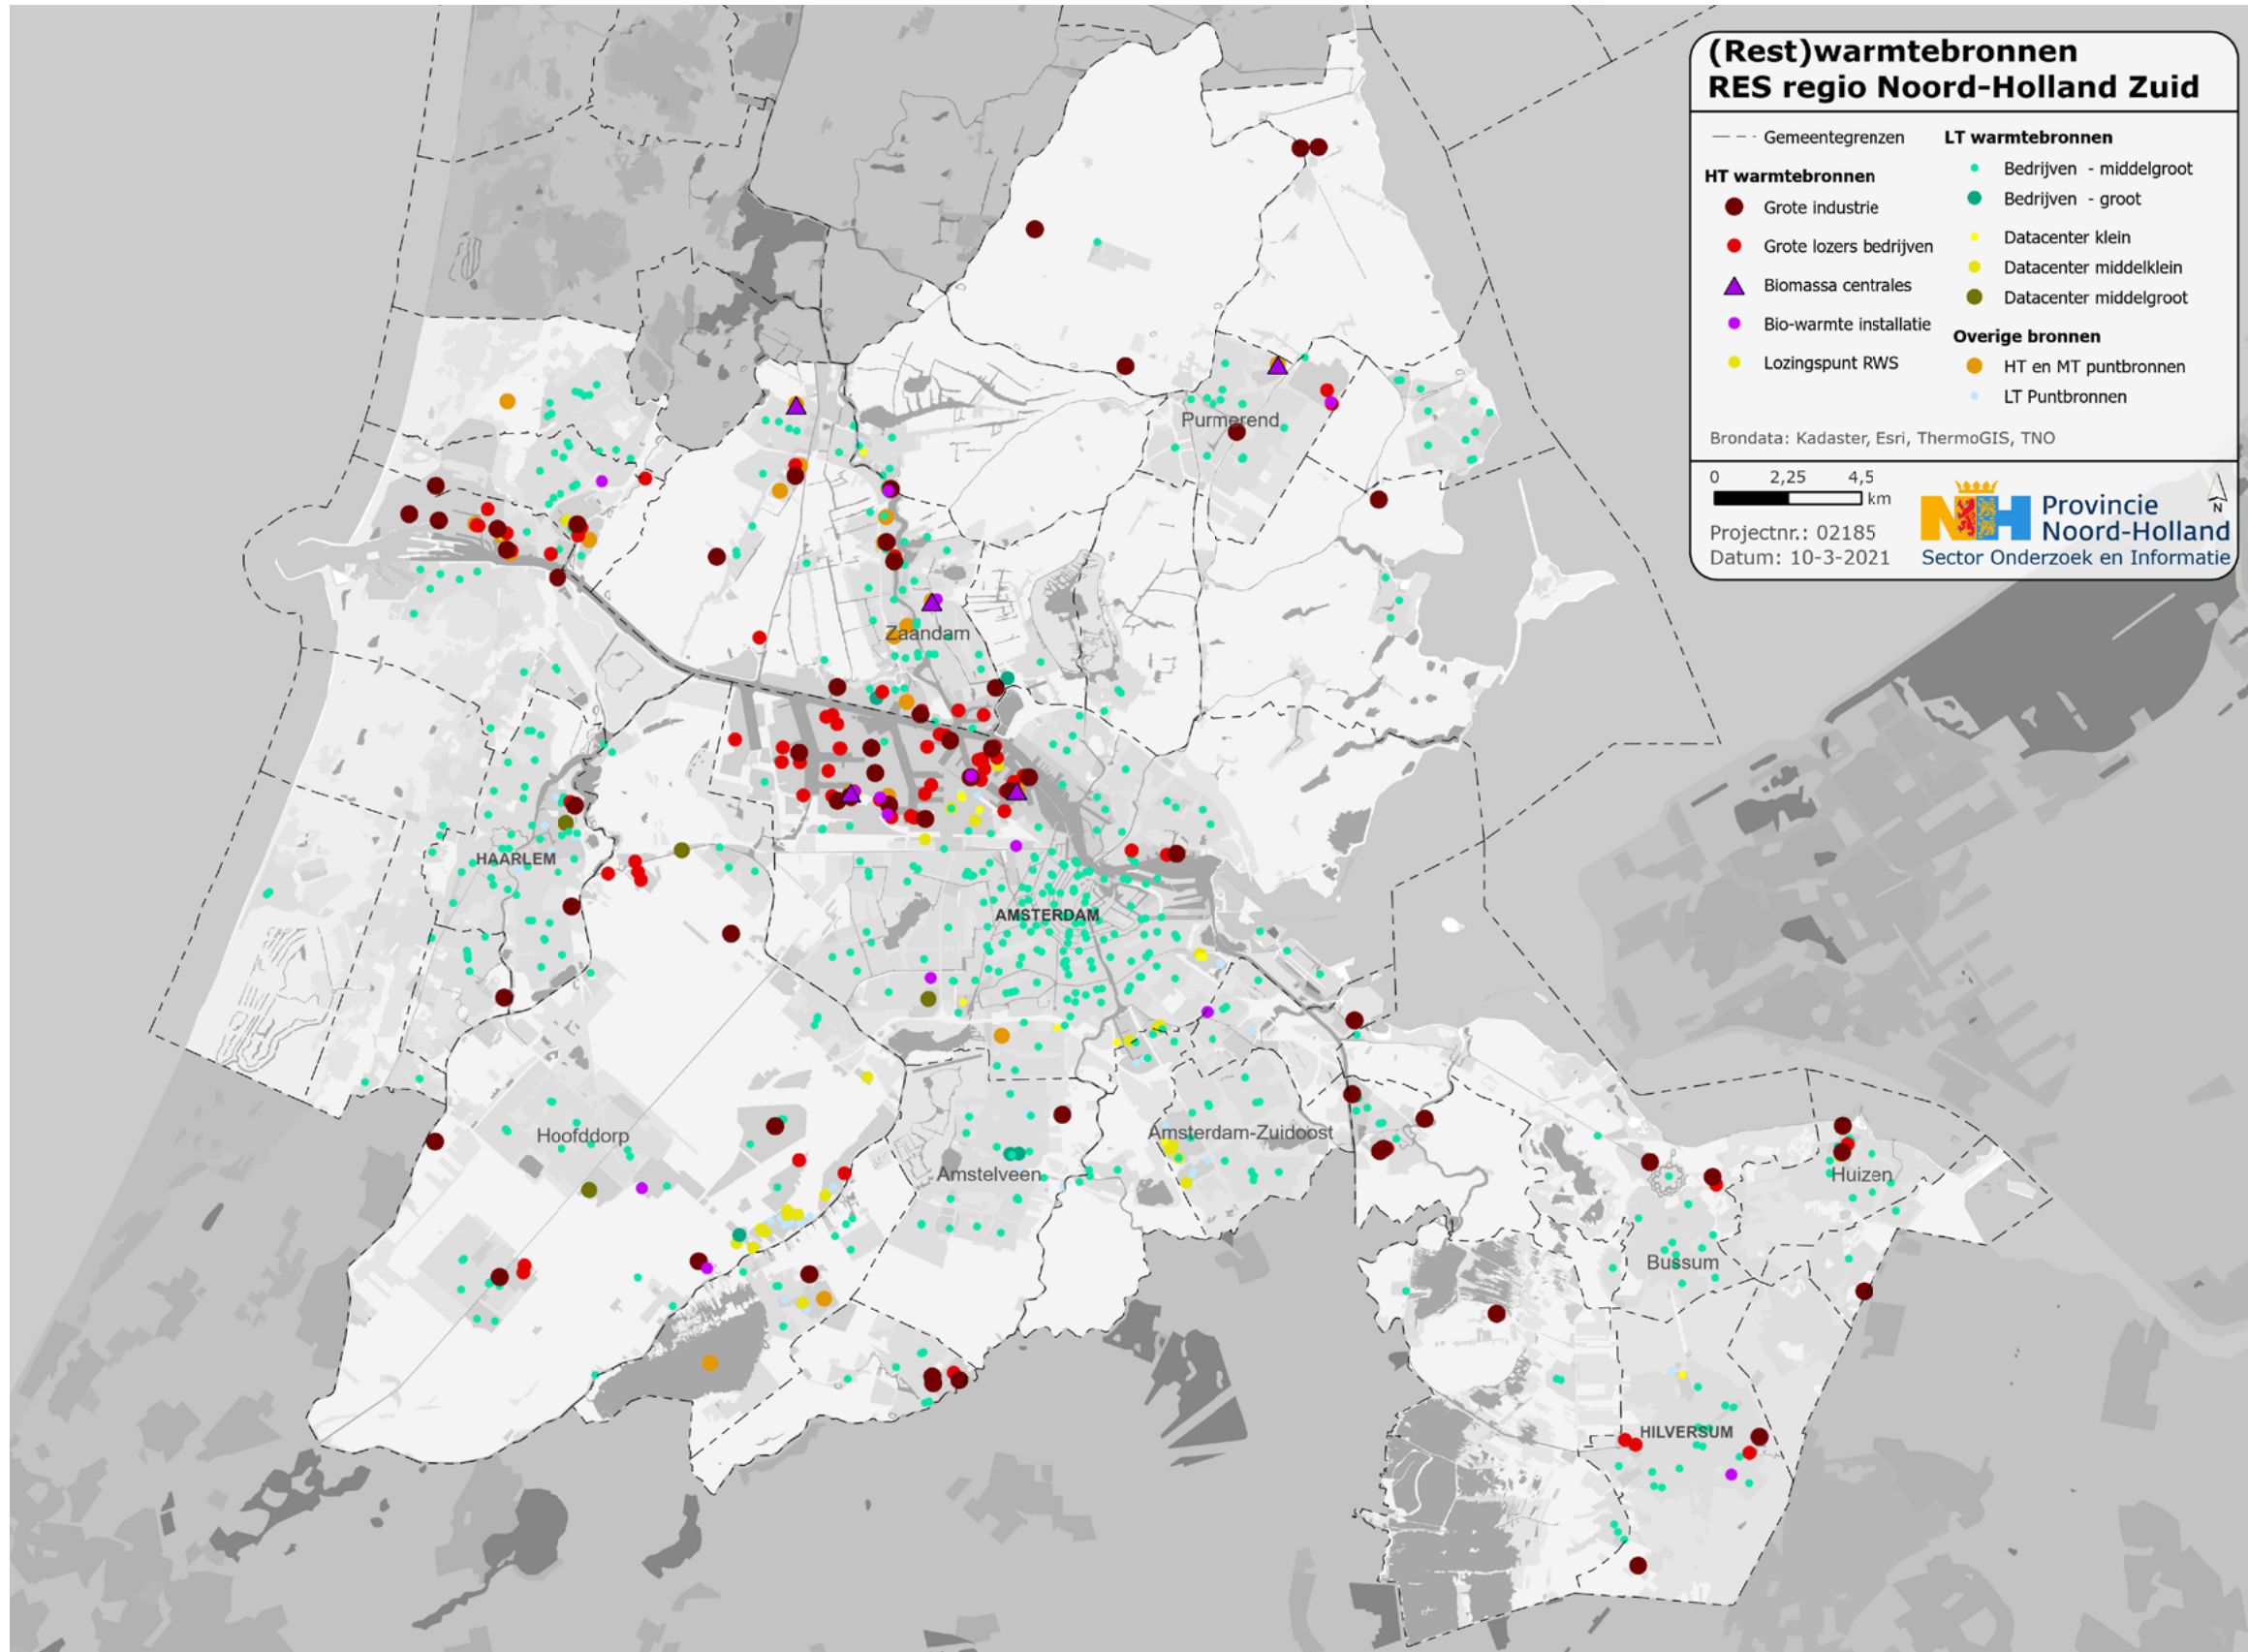 (Rest)warmtebronnen
RES regio Noord-Holland Zuid
Gemeentegrenzen
HT warmtebronnen
Grote industrie
Grote lozers bedrijven
Biomassa centrales
Bio-warmte installatie
Lozingspunt RWS
LT warmtebronnen
Bedrijven - middelgroot
Bedrijven - groot
Datacenter klein
Datacenter middelklein
Datacenter middelgroot
Overige bronnen
HT en MT puntbronnen
LT Puntbronnen
Brondata: Kadaster, Esri, ThermoGIS, TNO
0 2,25 4,5
km
Projectnr.: 02185
Datum: 10-3-2021
NH
Provincie
Noord-Holland
Sector Onderzoek en Informatie
N
Purmerend
Zaandam
HAARLEM
AMSTERDAM
Hoofddorp
Amstelveen
Amsterdam-Zuidoost
Huizen
Bussum
HILVERSUM